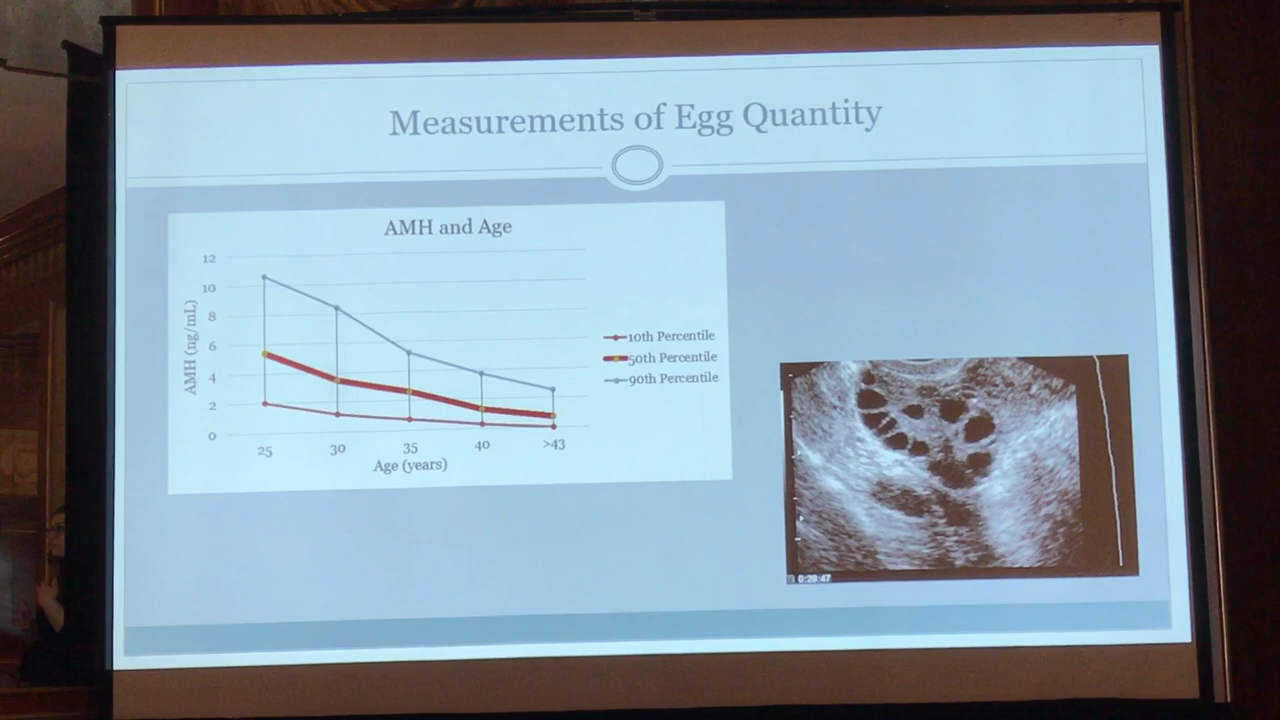 Measurements of Egg Quantity
AMH and Age
AMH (ng/mL)
12
10
8
6
4
2
0
25 30 35 40 >43
Age (years)
10th Percentile
50th Percentile
90th Percentile
0:28:47